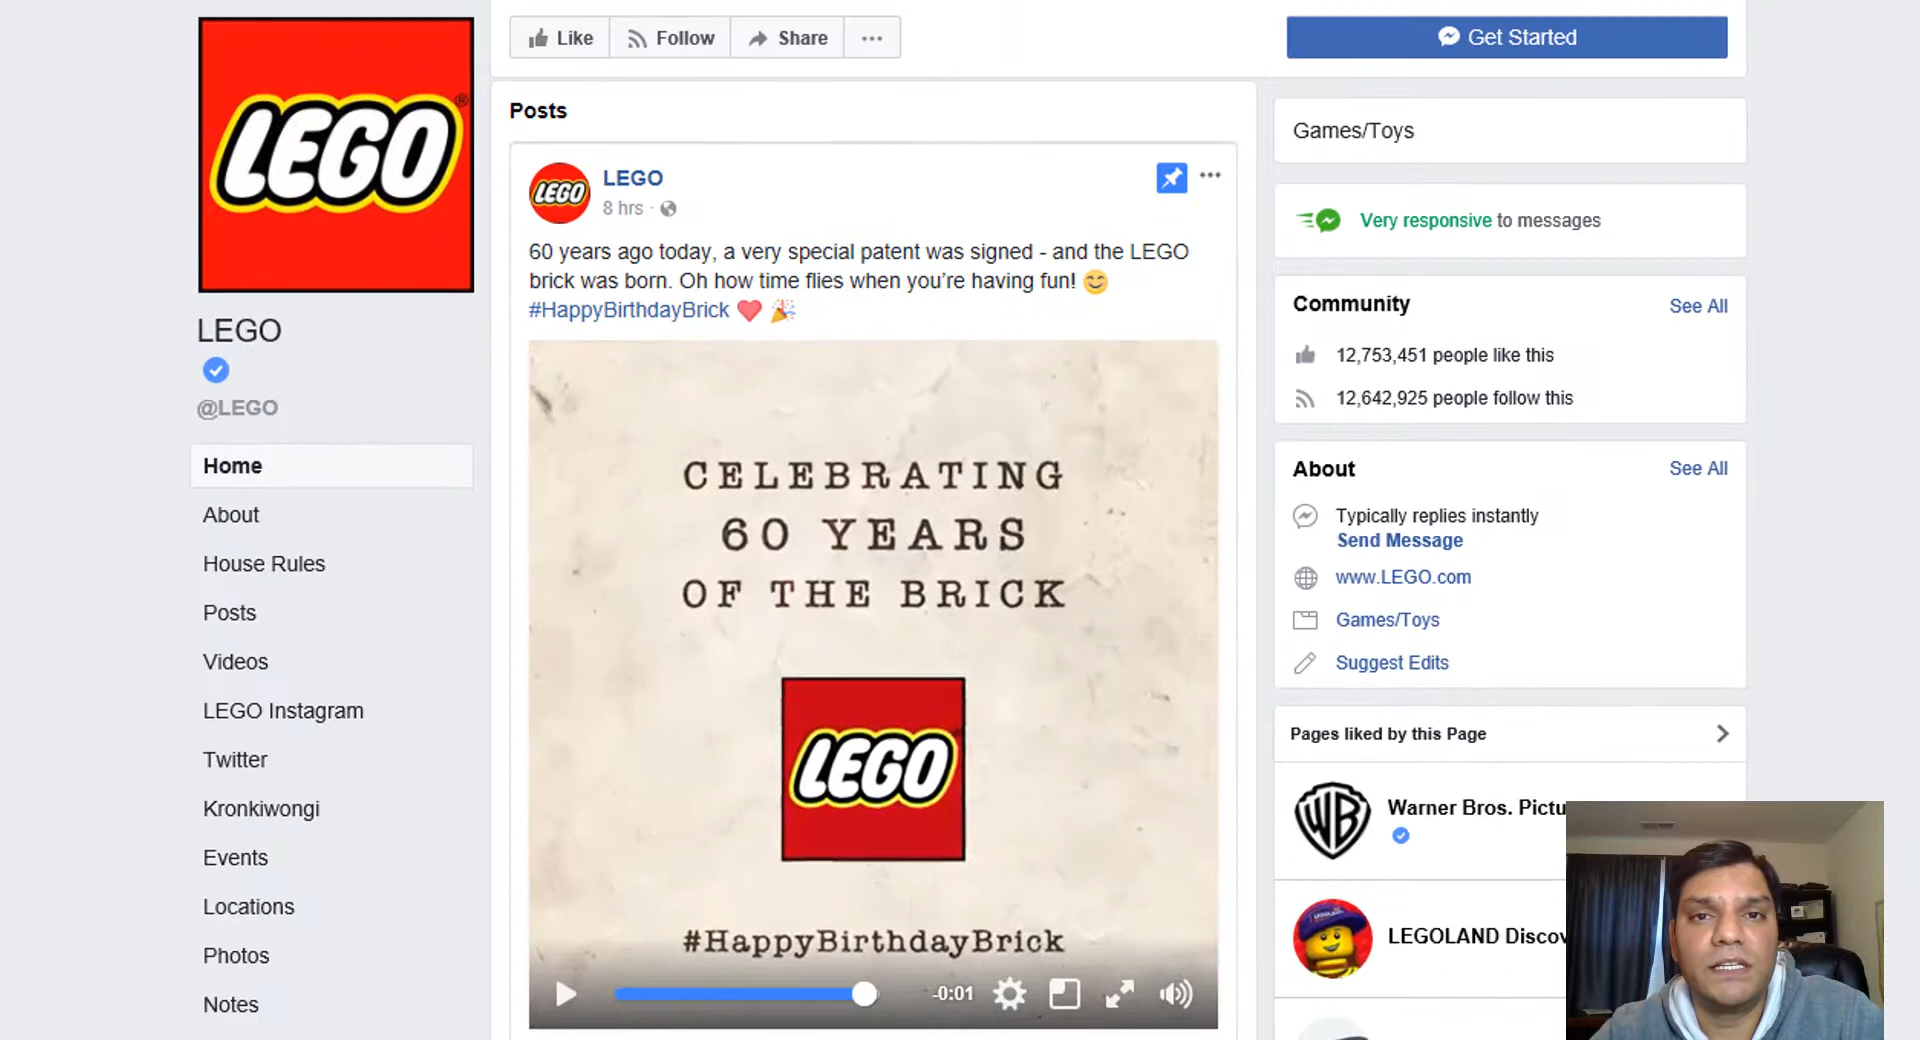 LEGO
LEGO
@LEGO
Home
About
House Rules
Posts
Videos
LEGO Instagram
Twitter
Kronkiwongi
Events
Locations
Photos
Notes
Like
Follow
Share
Posts
LEGO
LEGO
8 hrs ·
60 years ago today, a very special patent was signed - and the LEGO
brick was born. Oh how time flies when you’re having fun! 😊
#HappyBirthdayBrick ❤️ 🎉
CELEBRATING
60 YEARS
OF THE BRICK
LEGO
#HappyBirthdayBrick
-0:01
Get Started
Games/Toys
Very responsive to messages
Community
See All
12,753,451 people like this
12,642,925 people follow this
About
See All
Typically replies instantly
Send Message
www.LEGO.com
Games/Toys
Suggest Edits
Pages liked by this Page
WB
Warner Bros. Pictu
LEGOLAND Discov